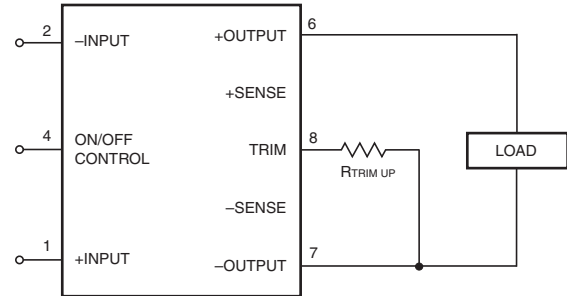 2 –INPUT +OUTPUT 6
+SENSE
4 ON/OFF CONTROL TRIM 8 LOAD
RTRIM UP
–SENSE
1 +INPUT –OUTPUT 7